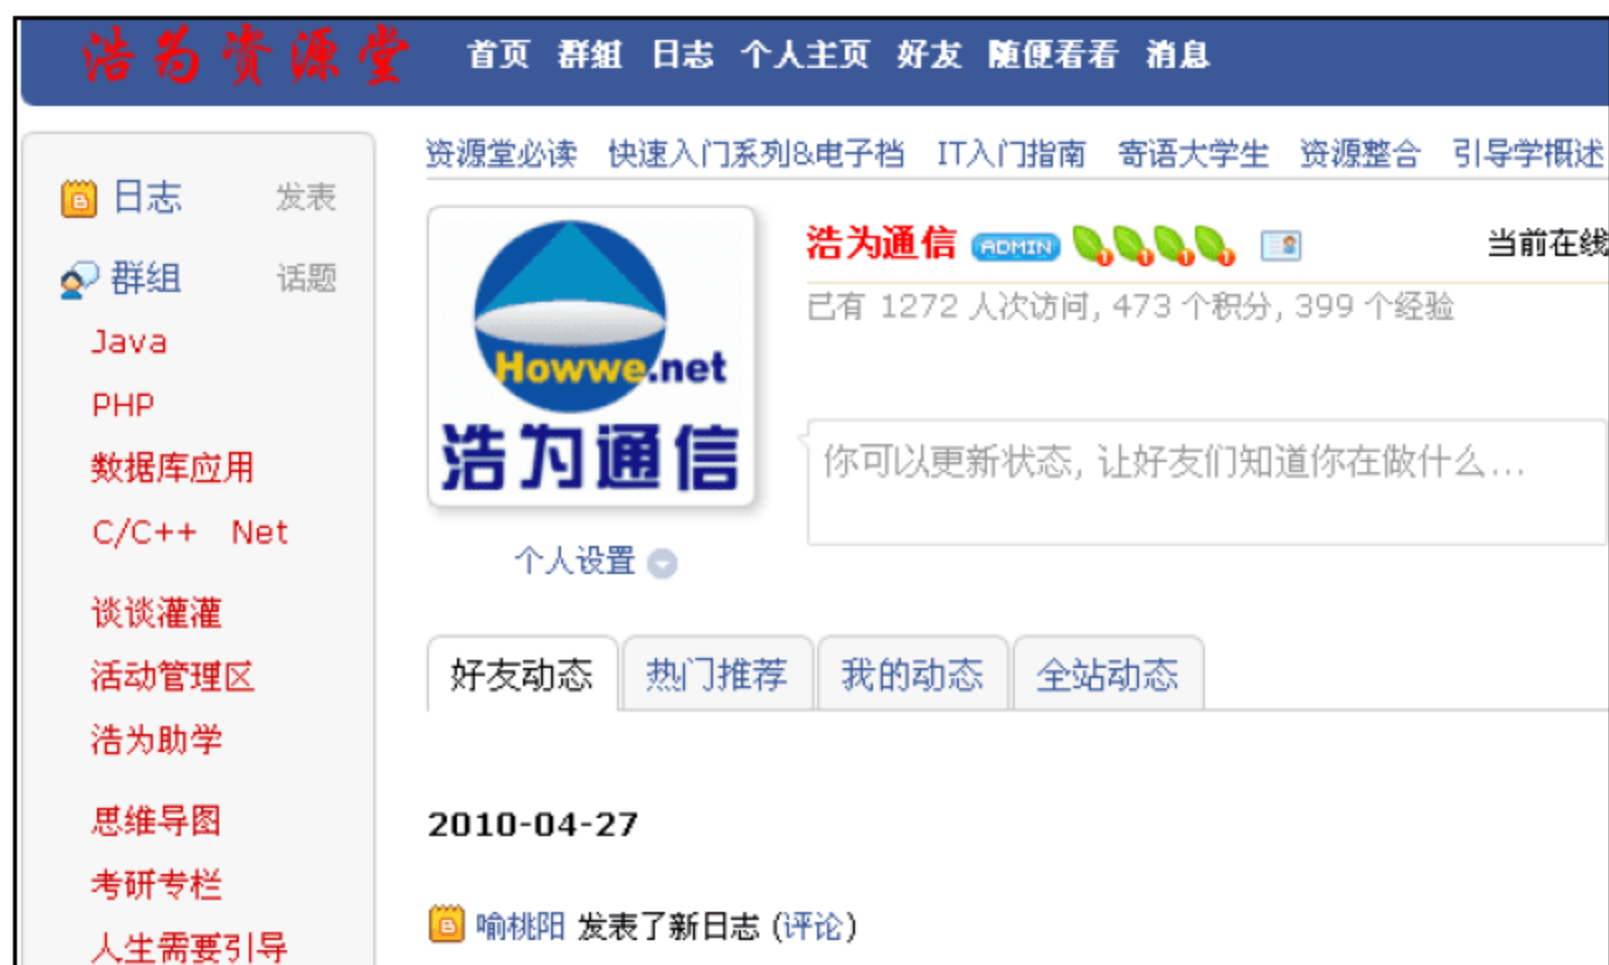 浩为资源堂 首页 群组 日志 个人主页 好友 随便看看 消息
资源堂必读 快速入门系列&电子档 IT入门指南 寄语大学生 资源整合 引导学概述
日志 发表
群组 话题
Java
PHP
数据库应用
C/C++ Net
谈谈灌灌
活动管理区
浩为助学
思维导图
考研专栏
人生需要引导
Howwe.net
浩为通信
个人设置
浩为通信 ADMIN 1 1 1 1 当前在线
已有 1272 人次访问, 473 个积分, 399 个经验
你可以更新状态, 让好友们知道你在做什么...
好友动态 热门推荐 我的动态 全站动态
2010-04-27
喻桃阳 发表了新日志 (评论)